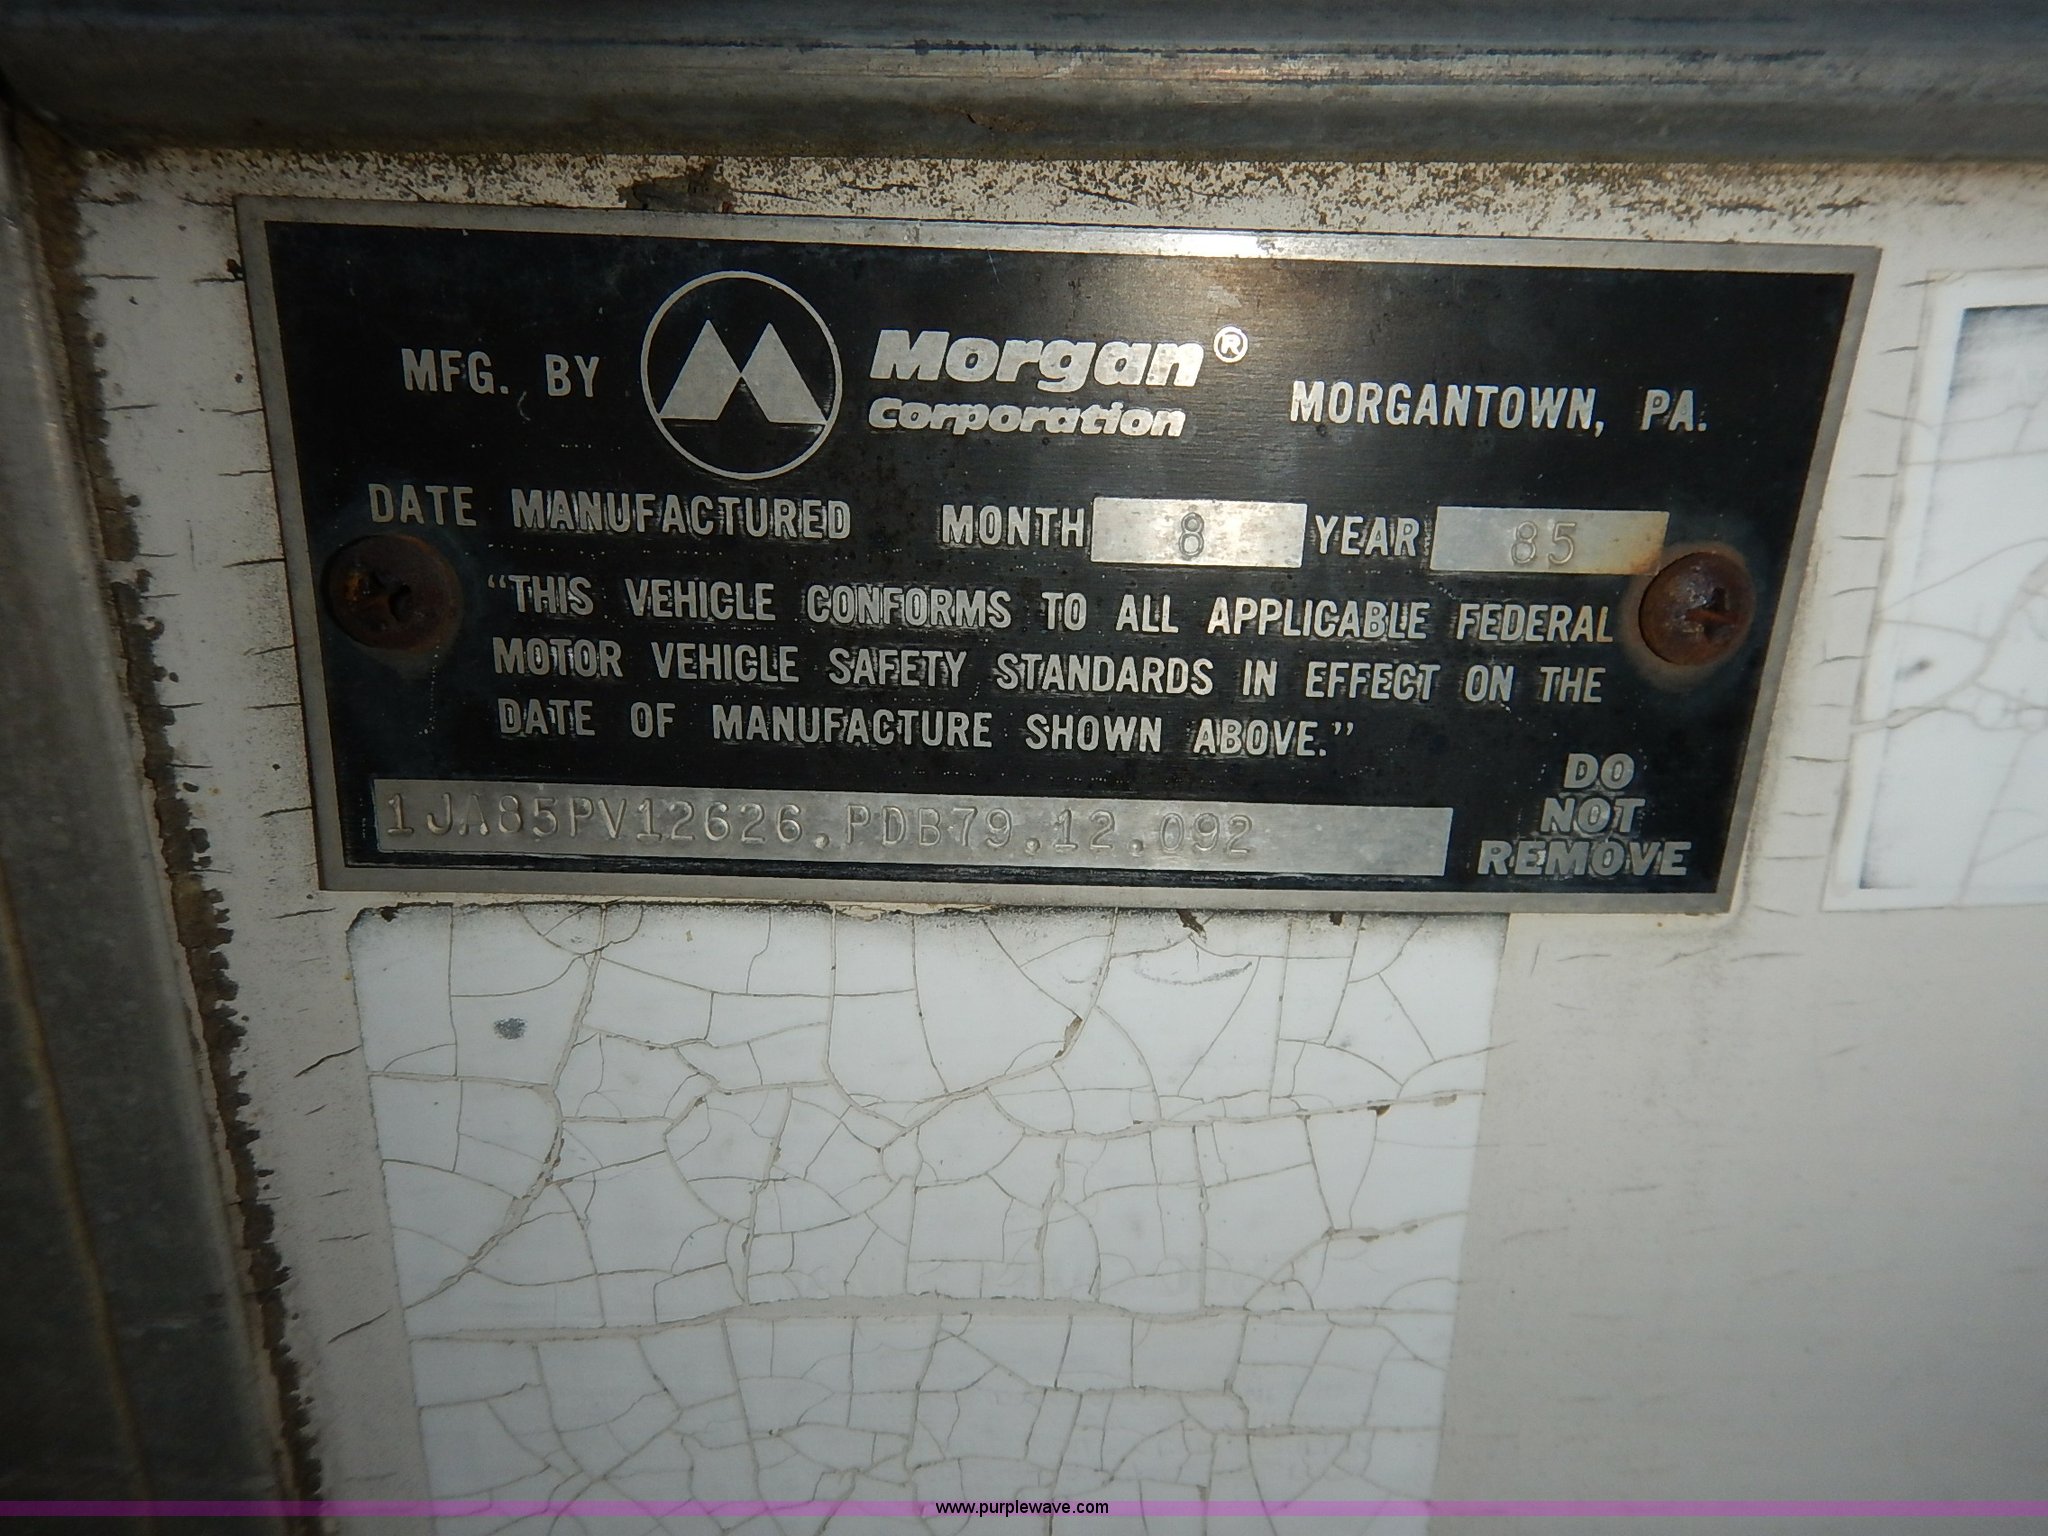 MFG. BY Morgan® Corporation MORGANTOWN, PA.
DATE MANUFACTURED MONTH 8 YEAR 85
"THIS VEHICLE CONFORMS TO ALL APPLICABLE FEDERAL
MOTOR VEHICLE SAFETY STANDARDS IN EFFECT ON THE
DATE OF MANUFACTURE SHOWN ABOVE."
1JA85PV12626.PDB79.12.092
DO
NOT
REMOVE
www.purplewave.com